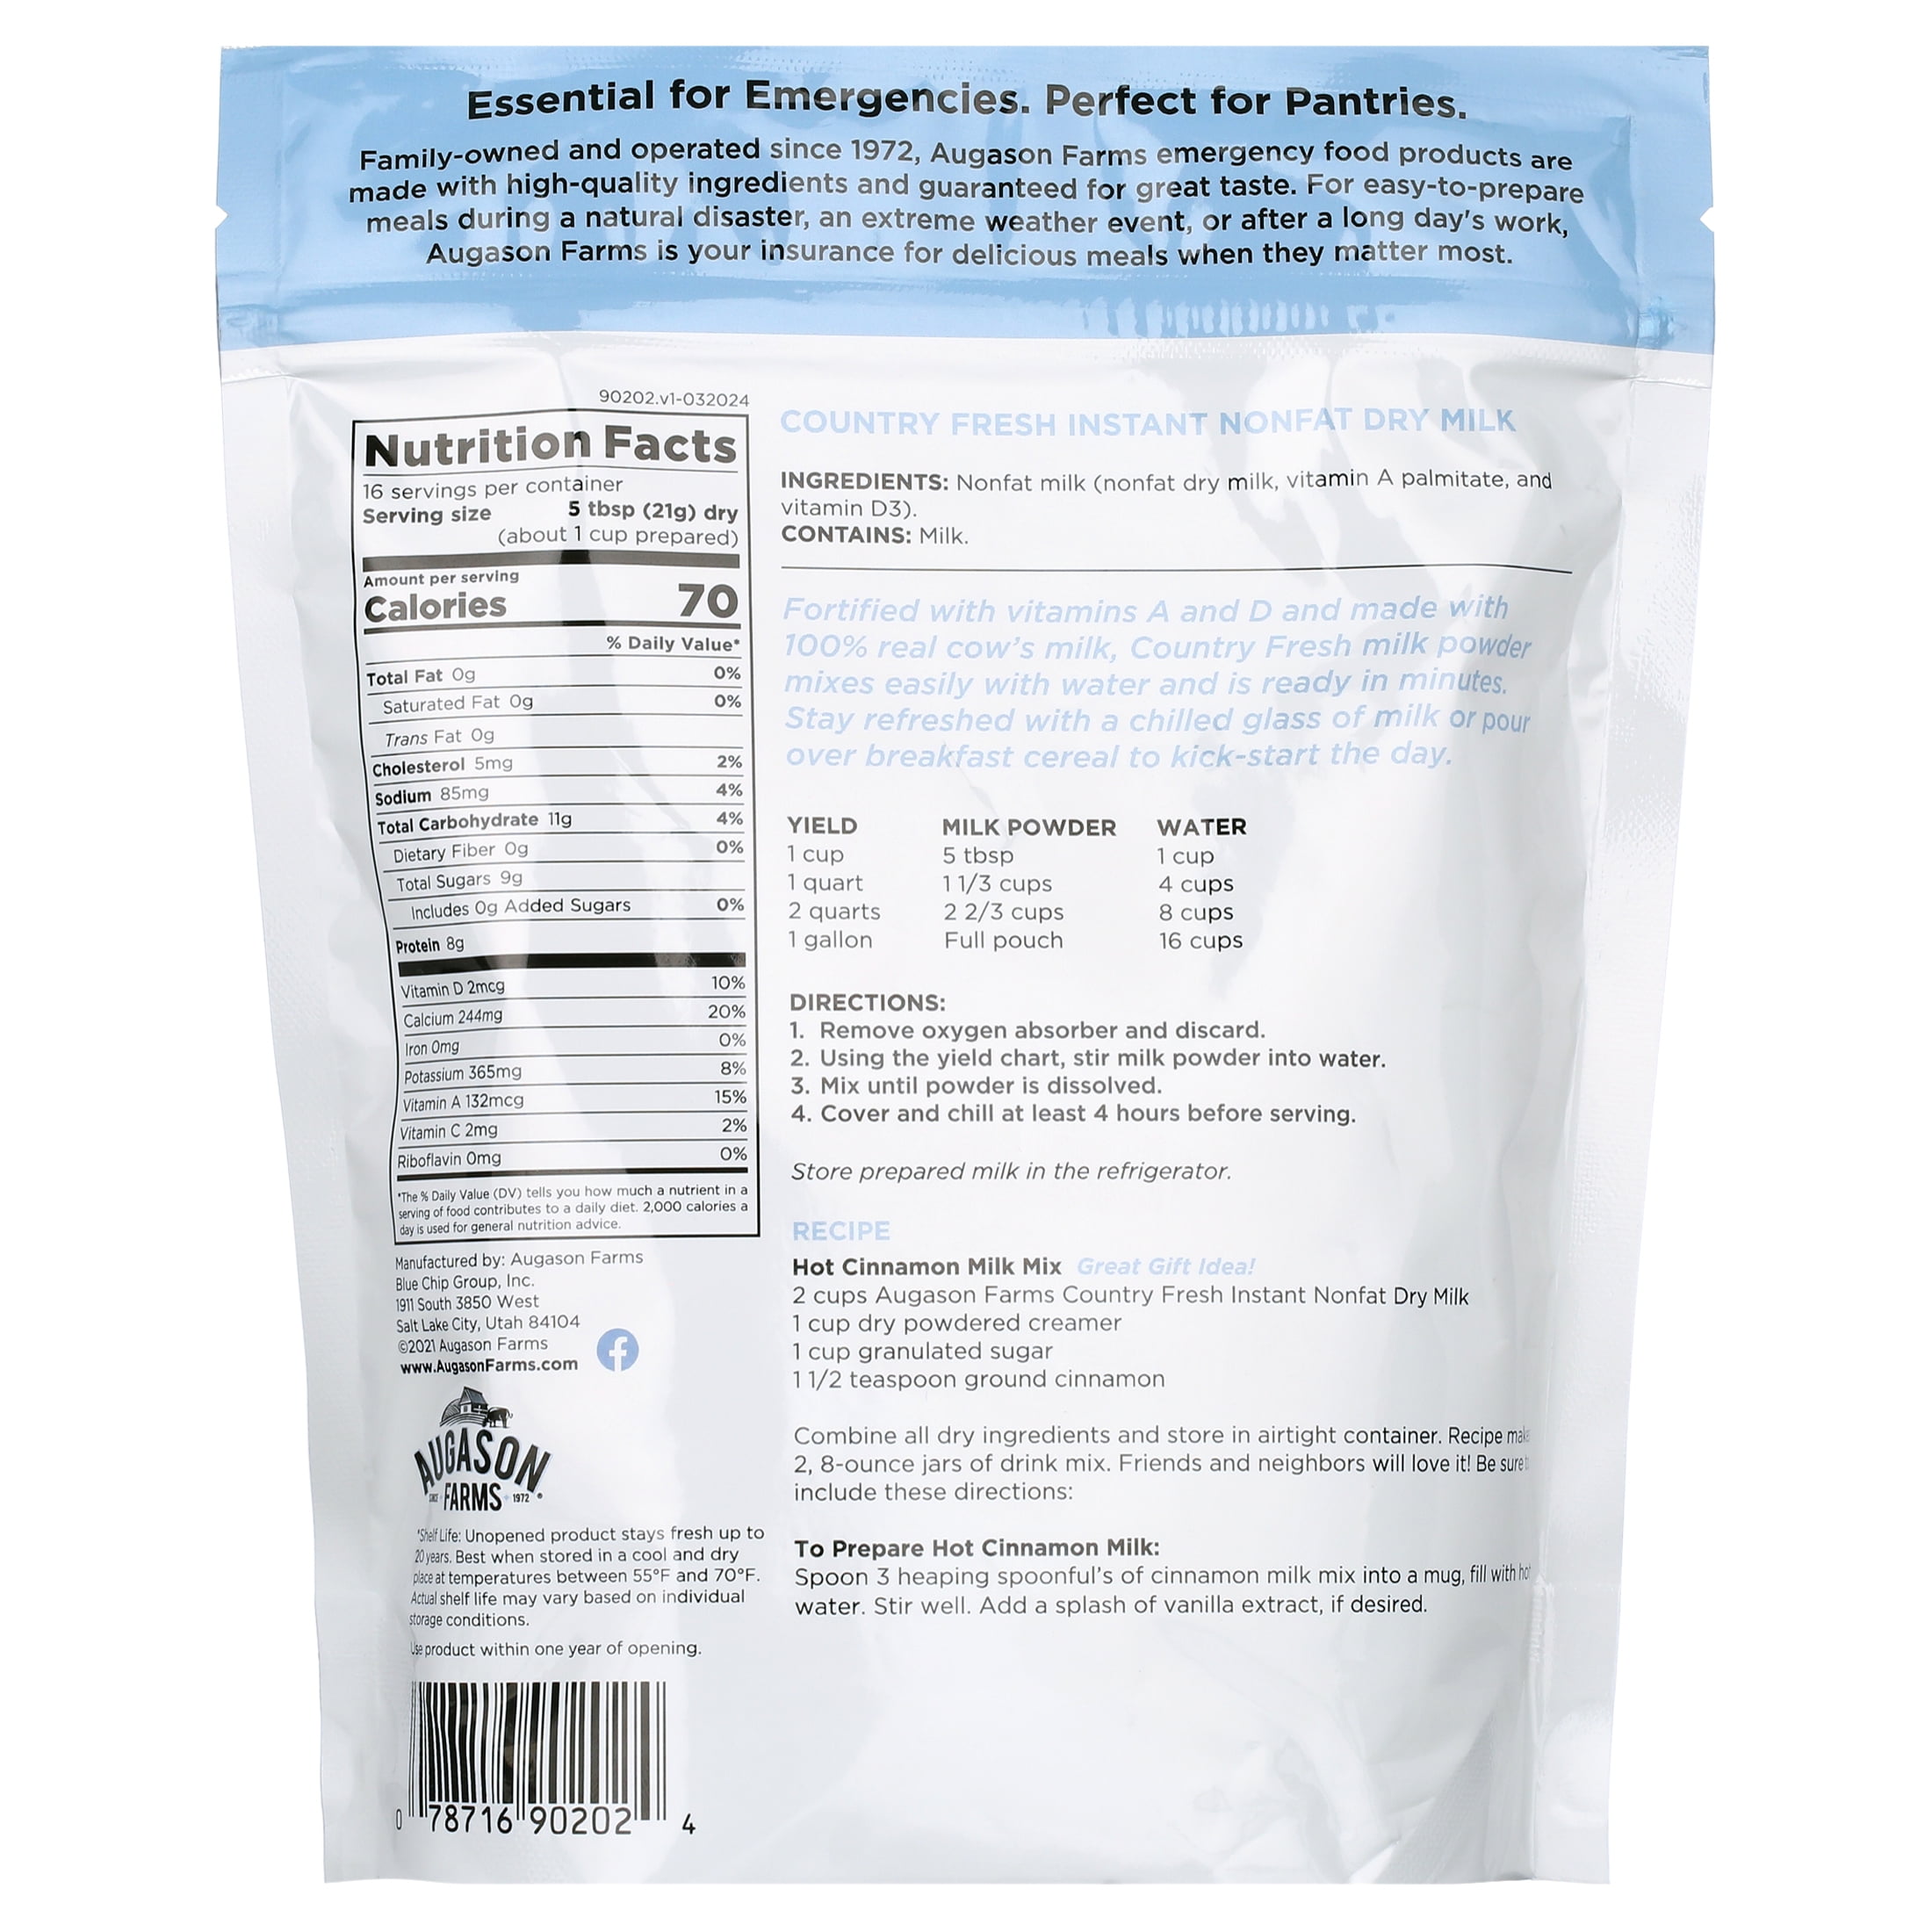 Essential for Emergencies. Perfect for Pantries.
Family-owned and operated since 1972, Augason Farms emergency food products are
made with high-quality ingredients and guaranteed for great taste. For easy-to-prepare
meals during a natural disaster, an extreme weather event, or after a long day's work,
Augason Farms is your insurance for delicious meals when they matter most.
90202.v1-032024
Nutrition Facts
16 servings per container
Serving size 5 tbsp (21g) dry
(about 1 cup prepared)
Amount per serving
Calories 70
% Daily Value*
Total Fat 0g 0%
Saturated Fat 0g 0%
Trans Fat 0g
Cholesterol 5mg 2%
Sodium 85mg 4%
Total Carbohydrate 11g 4%
Dietary Fiber 0g 0%
Total Sugars 9g
Includes 0g Added Sugars 0%
Protein 8g
Vitamin D 2mcg 10%
Calcium 244mg 20%
Iron 0mg 0%
Potassium 365mg 8%
Vitamin A 132mcg 15%
Vitamin C 2mg 2%
Riboflavin 0mg 0%
*The % Daily Value (DV) tells you how much a nutrient in a
serving of food contributes to a daily diet. 2,000 calories a
day is used for general nutrition advice.
Manufactured by: Augason Farms
Blue Chip Group, Inc.
1911 South 3850 West
Salt Lake City, Utah 84104
©2021 Augason Farms
www.AugasonFarms.com
AUGASON
SINCE FARMS 1972
*Shelf Life: Unopened product stays fresh up to
20 years. Best when stored in a cool and dry
place at temperatures between 55°F and 70°F.
Actual shelf life may vary based on individual
storage conditions.
Use product within one year of opening.
0 78716 90202 4
COUNTRY FRESH INSTANT NONFAT DRY MILK
INGREDIENTS: Nonfat milk (nonfat dry milk, vitamin A palmitate, and
vitamin D3).
CONTAINS: Milk.
Fortified with vitamins A and D and made with
100% real cow's milk, Country Fresh milk powder
mixes easily with water and is ready in minutes.
Stay refreshed with a chilled glass of milk or pour
over breakfast cereal to kick-start the day.
YIELD MILK POWDER WATER
1 cup 5 tbsp 1 cup
1 quart 1 1/3 cups 4 cups
2 quarts 2 2/3 cups 8 cups
1 gallon Full pouch 16 cups
DIRECTIONS:
1. Remove oxygen absorber and discard.
2. Using the yield chart, stir milk powder into water.
3. Mix until powder is dissolved.
4. Cover and chill at least 4 hours before serving.
Store prepared milk in the refrigerator.
RECIPE
Hot Cinnamon Milk Mix Great Gift Idea!
2 cups Augason Farms Country Fresh Instant Nonfat Dry Milk
1 cup dry powdered creamer
1 cup granulated sugar
1 1/2 teaspoon ground cinnamon
Combine all dry ingredients and store in airtight container. Recipe
2, 8-ounce jars of drink mix. Friends and neighbors will love it! Be sure
include these directions:
To Prepare Hot Cinnamon Milk:
Spoon 3 heaping spoonful's of cinnamon milk mix into a mug, fill with hot
water. Stir well. Add a splash of vanilla extract, if desired.